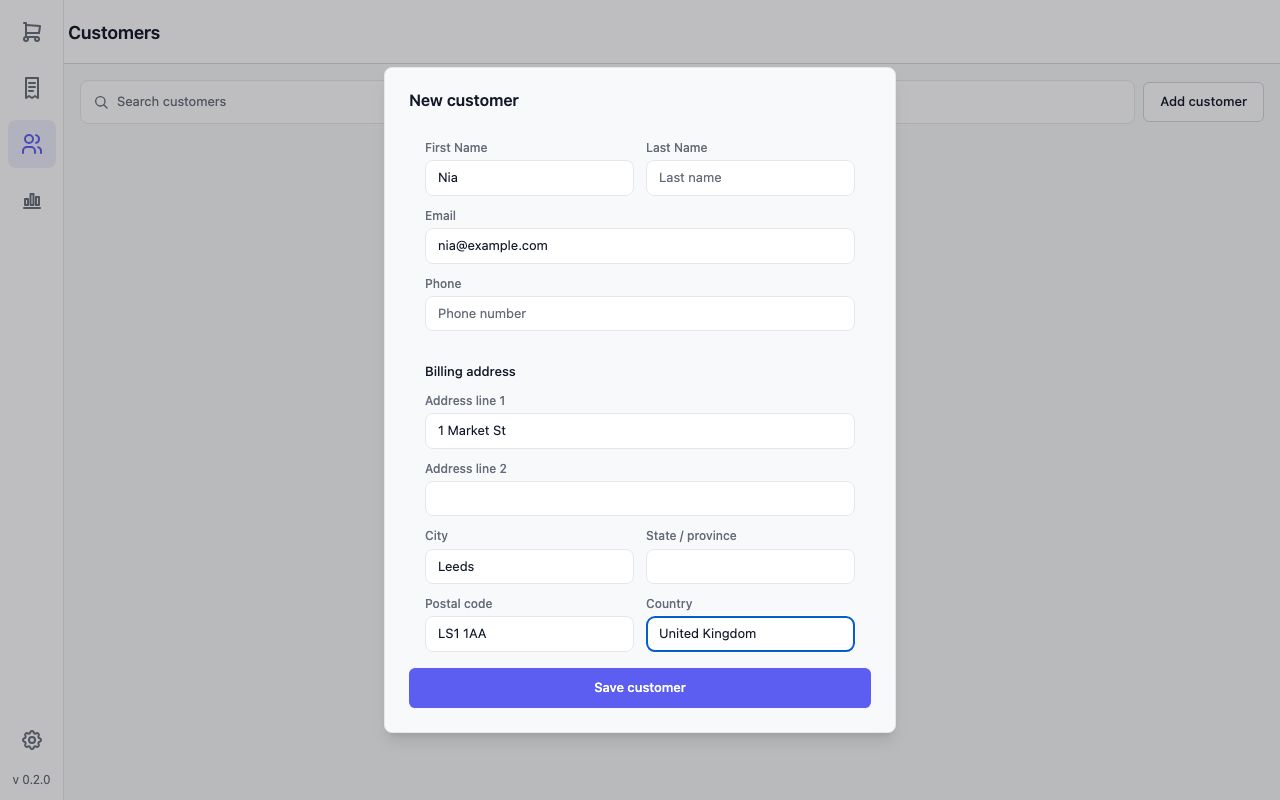 Customers
Search customers
Add customer
New customer
First Name
Last Name
Nia
Last name
Email
nia@example.com
Phone
Phone number
Billing address
Address line 1
1 Market St
Address line 2
City
State / province
Leeds
Postal code
Country
LS1 1AA
United Kingdom
Save customer
v 0.2.0